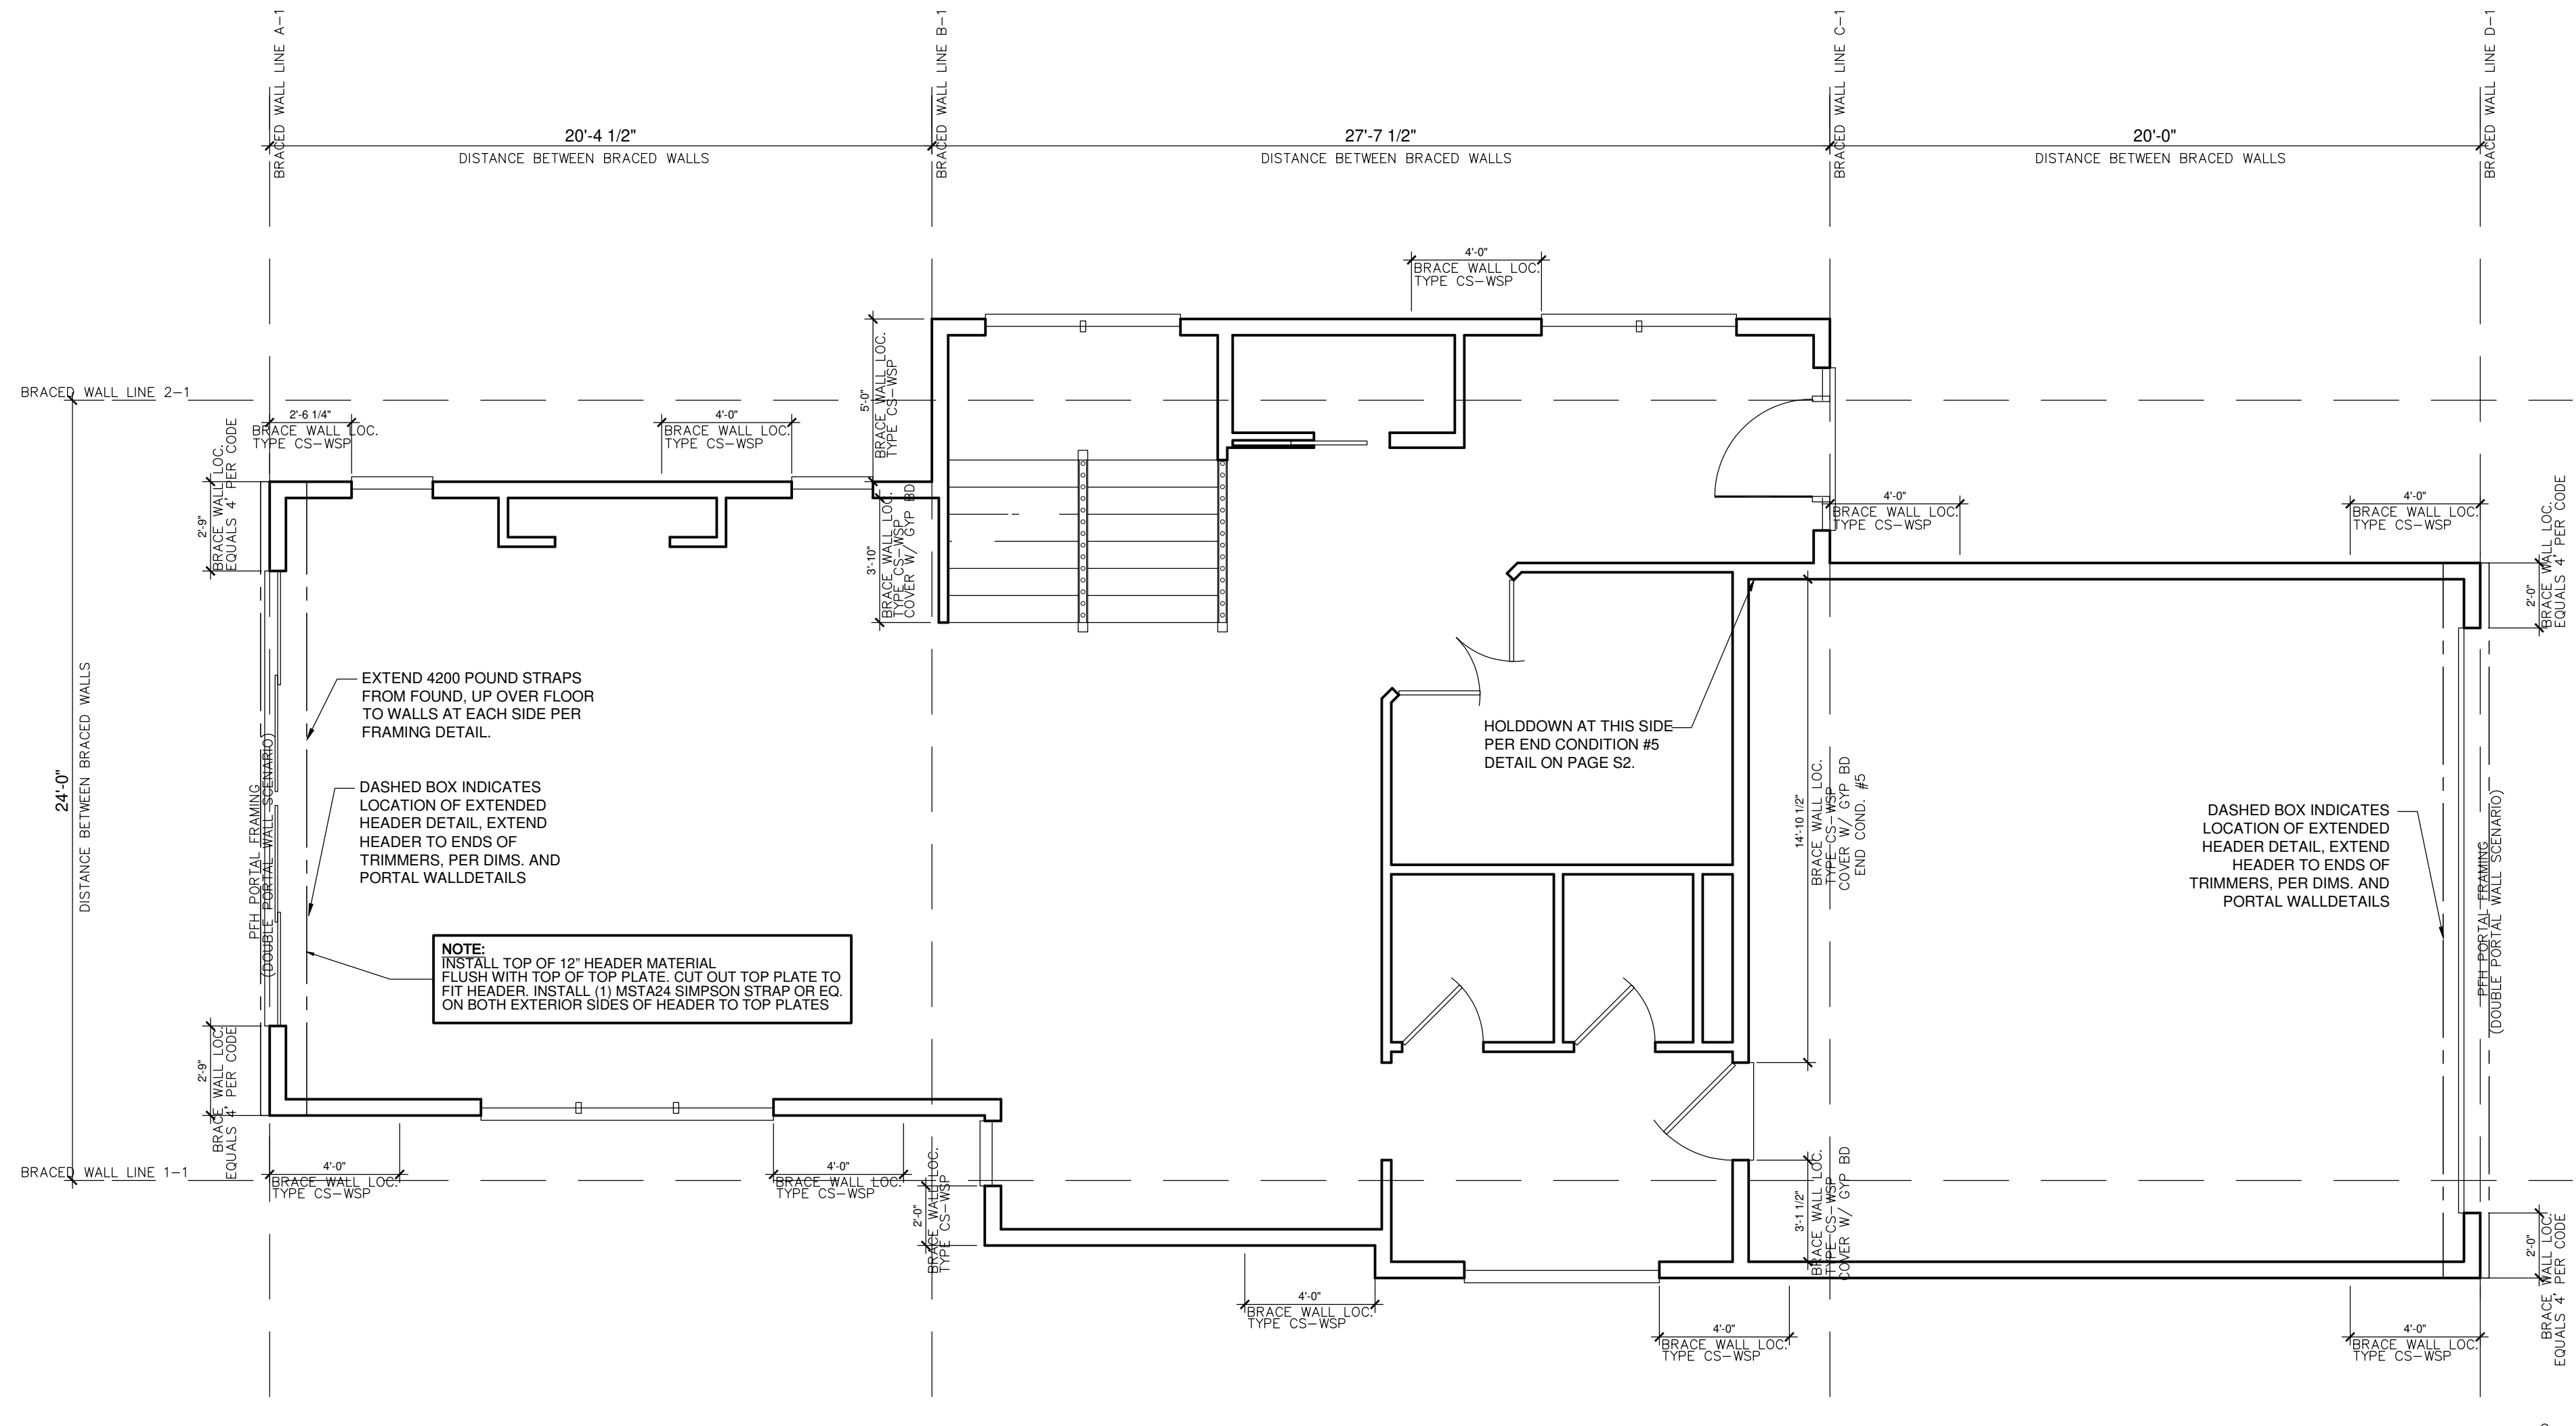 BRACED WALL LINE A-1
BRACED WALL LINE B-1
BRACED WALL LINE C-1
BRACED WALL LINE D-1
20'-4 1/2"
DISTANCE BETWEEN BRACED WALLS
27'-7 1/2"
DISTANCE BETWEEN BRACED WALLS
20'-0"
DISTANCE BETWEEN BRACED WALLS
4'-0"
BRACE WALL LOC.
TYPE CS-WSP
BRACED WALL LINE 2-1
2'-6 1/4"
BRACE WALL LOC.
TYPE CS-WSP
4'-0"
BRACE WALL LOC.
TYPE CS-WSP
5'-0"
BRACE WALL LOC.
TYPE CS-WSP
2'-9"
BRACE WALL LOC.
EQUALS 4' PER CODE
3'-10"
BRACE WALL LOC.
TYPE CS-WSP
COVER W/ GYP BD
4'-0"
BRACE WALL LOC.
TYPE CS-WSP
4'-0"
BRACE WALL LOC.
TYPE CS-WSP
2'-0"
BRACE WALL LOC.
EQUALS 4' PER CODE
EXTEND 4200 POUND STRAPS
FROM FOUND, UP OVER FLOOR
TO WALLS AT EACH SIDE PER
FRAMING DETAIL.
HOLDDOWN AT THIS SIDE
PER END CONDITION #5
DETAIL ON PAGE S2.
24'-0"
DISTANCE BETWEEN BRACED WALLS
PFH PORTAL FRAMING
(DOUBLE PORTAL WALL SCENARIO)
DASHED BOX INDICATES
LOCATION OF EXTENDED
HEADER DETAIL, EXTEND
HEADER TO ENDS OF
TRIMMERS, PER DIMS. AND
PORTAL WALLDETAILS
14'-10 1/2"
BRACE WALL LOC.
TYPE CS-WSP
COVER W/ GYP BD
END COND. #5
DASHED BOX INDICATES
LOCATION OF EXTENDED
HEADER DETAIL, EXTEND
HEADER TO ENDS OF
TRIMMERS, PER DIMS. AND
PORTAL WALLDETAILS
PFH PORTAL FRAMING
(DOUBLE PORTAL WALL SCENARIO)
NOTE:
INSTALL TOP OF 12" HEADER MATERIAL
FLUSH WITH TOP OF TOP PLATE. CUT OUT TOP PLATE TO
FIT HEADER. INSTALL (1) MSTA24 SIMPSON STRAP OR EQ.
ON BOTH EXTERIOR SIDES OF HEADER TO TOP PLATES
2'-9"
BRACE WALL LOC.
EQUALS 4' PER CODE
BRACED WALL LINE 1-1
4'-0"
BRACE WALL LOC.
TYPE CS-WSP
4'-0"
BRACE WALL LOC.
TYPE CS-WSP
2'-0"
BRACE WALL LOC.
TYPE CS-WSP
3'-1 1/2"
BRACE WALL LOC.
TYPE CS-WSP
COVER W/ GYP BD
2'-0"
BRACE WALL LOC.
EQUALS 4' PER CODE
4'-0"
BRACE WALL LOC.
TYPE CS-WSP
4'-0"
BRACE WALL LOC.
TYPE CS-WSP
4'-0"
BRACE WALL LOC.
TYPE CS-WSP